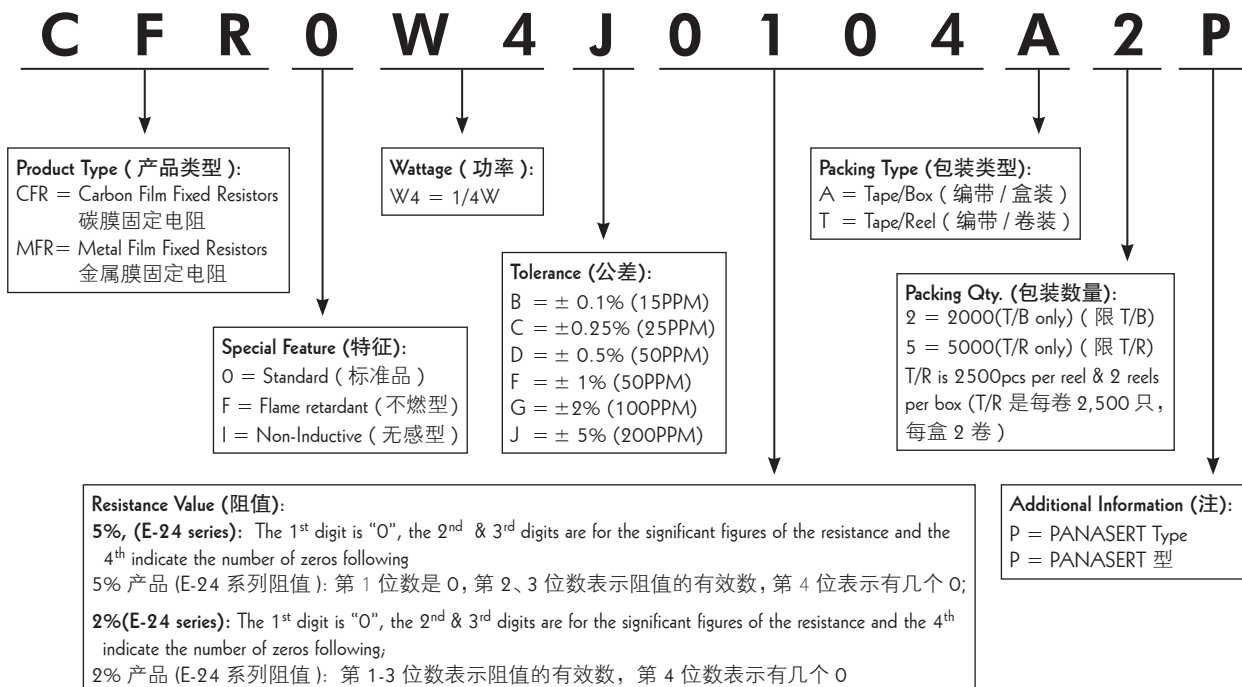 C F R 0 W 4 J 0 1 0 4 A 2 P
Product Type ( 产品类型 ):
CFR = Carbon Film Fixed Resistors
碳膜固定电阻
MFR= Metal Film Fixed Resistors
金属膜固定电阻
Special Feature (特征):
0 = Standard ( 标准品 )
F = Flame retardant ( 不燃型 )
I = Non-Inductive ( 无感型 )
Wattage ( 功率 ):
W4 = 1/4W
Tolerance (公差):
B = ± 0.1% (15PPM)
C = ±0.25% (25PPM)
D = ± 0.5% (50PPM)
F = ± 1% (50PPM)
G = ±2% (100PPM)
J = ± 5% (200PPM)
Packing Type (包装类型):
A = Tape/Box ( 编带 / 盒装 )
T = Tape/Reel ( 编带 / 卷装 )
Packing Qty. (包装数量):
2 = 2000(T/B only) ( 限 T/B)
5 = 5000(T/R only) ( 限 T/R)
T/R is 2500pcs per reel & 2 reels
per box (T/R 是每卷 2,500 只，
每盒 2 卷 )
Resistance Value (阻值):
5%, (E-24 series): The 1st digit is “0”, the 2nd & 3rd digits are for the significant figures of the resistance and the
4th indicate the number of zeros following
5% 产品 (E-24 系列阻值 ): 第 1 位数是 0，第 2、3 位数表示阻值的有效数，第 4 位表示有几个 0;
2%(E-24 series): The 1st digit is “0”, the 2nd & 3rd digits are for the significant figures of the resistance and the 4th
indicate the number of zeros following;
2% 产品 (E-24 系列阻值 ): 第 1-3 位数表示阻值的有效数，第 4 位数表示有几个 0
Additional Information (注):
P = PANASERT Type
P = PANASERT 型